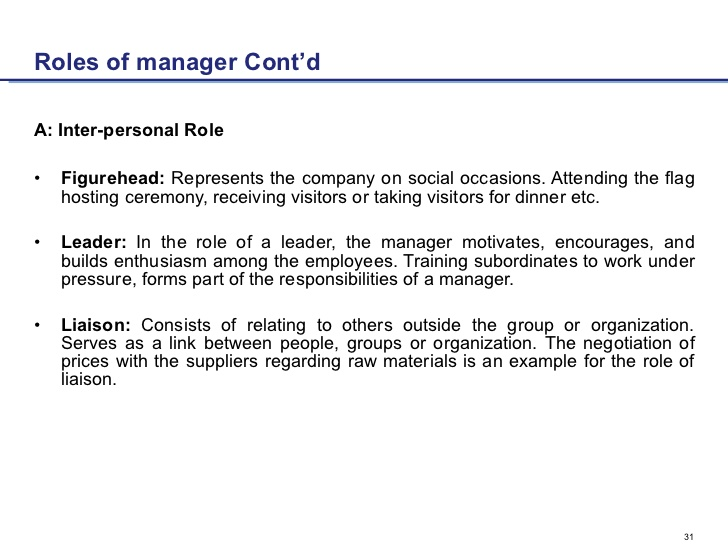 Roles of manager Cont’d
A: Inter-personal Role
• Figurehead: Represents the company on social occasions. Attending the flag
hosting ceremony, receiving visitors or taking visitors for dinner etc.
• Leader: In the role of a leader, the manager motivates, encourages, and
builds enthusiasm among the employees. Training subordinates to work under
pressure, forms part of the responsibilities of a manager.
• Liaison: Consists of relating to others outside the group or organization.
Serves as a link between people, groups or organization. The negotiation of
prices with the suppliers regarding raw materials is an example for the role of
liaison.
31